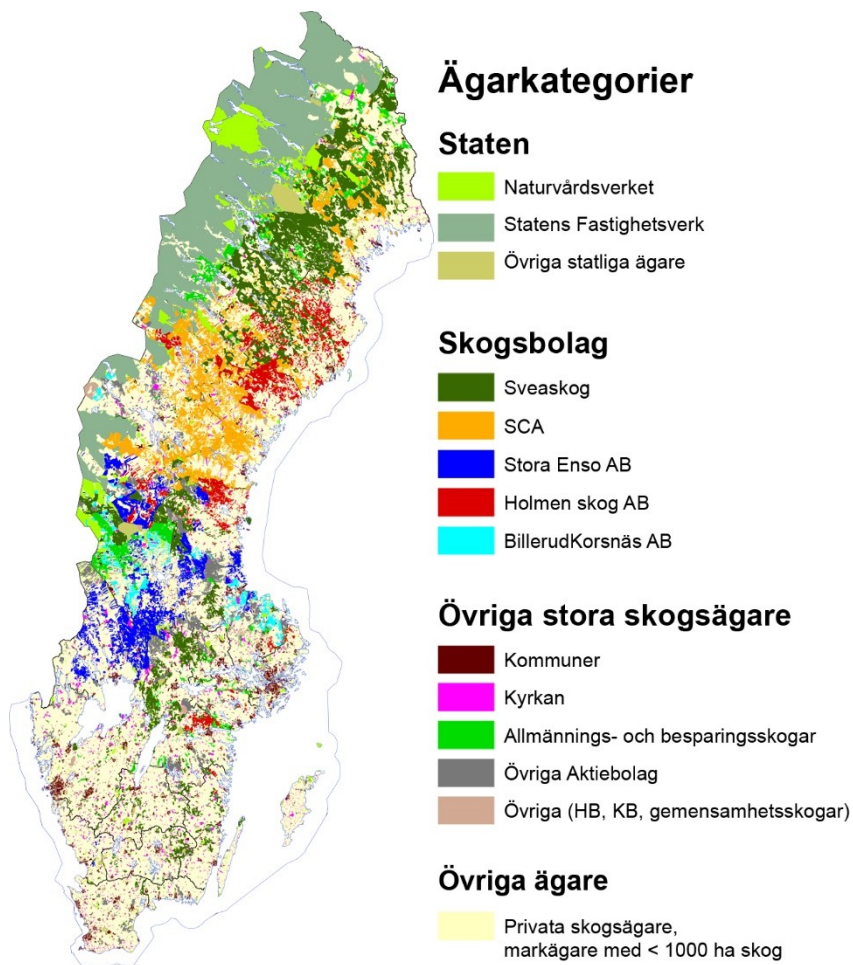 Ägarkategorier
Staten
Naturvårdsverket
Statens Fastighetsverk
Övriga statliga ägare
Skogsbolag
Sveaskog
SCA
Stora Enso AB
Holmen skog AB
BillerudKorsnäs AB
Övriga stora skogsägare
Kommuner
Kyrkan
Allmännings- och besparingsskogar
Övriga Aktiebolag
Övriga (HB, KB, gemensamhetsskogar)
Övriga ägare
Privata skogsägare,
markägare med < 1000 ha skog